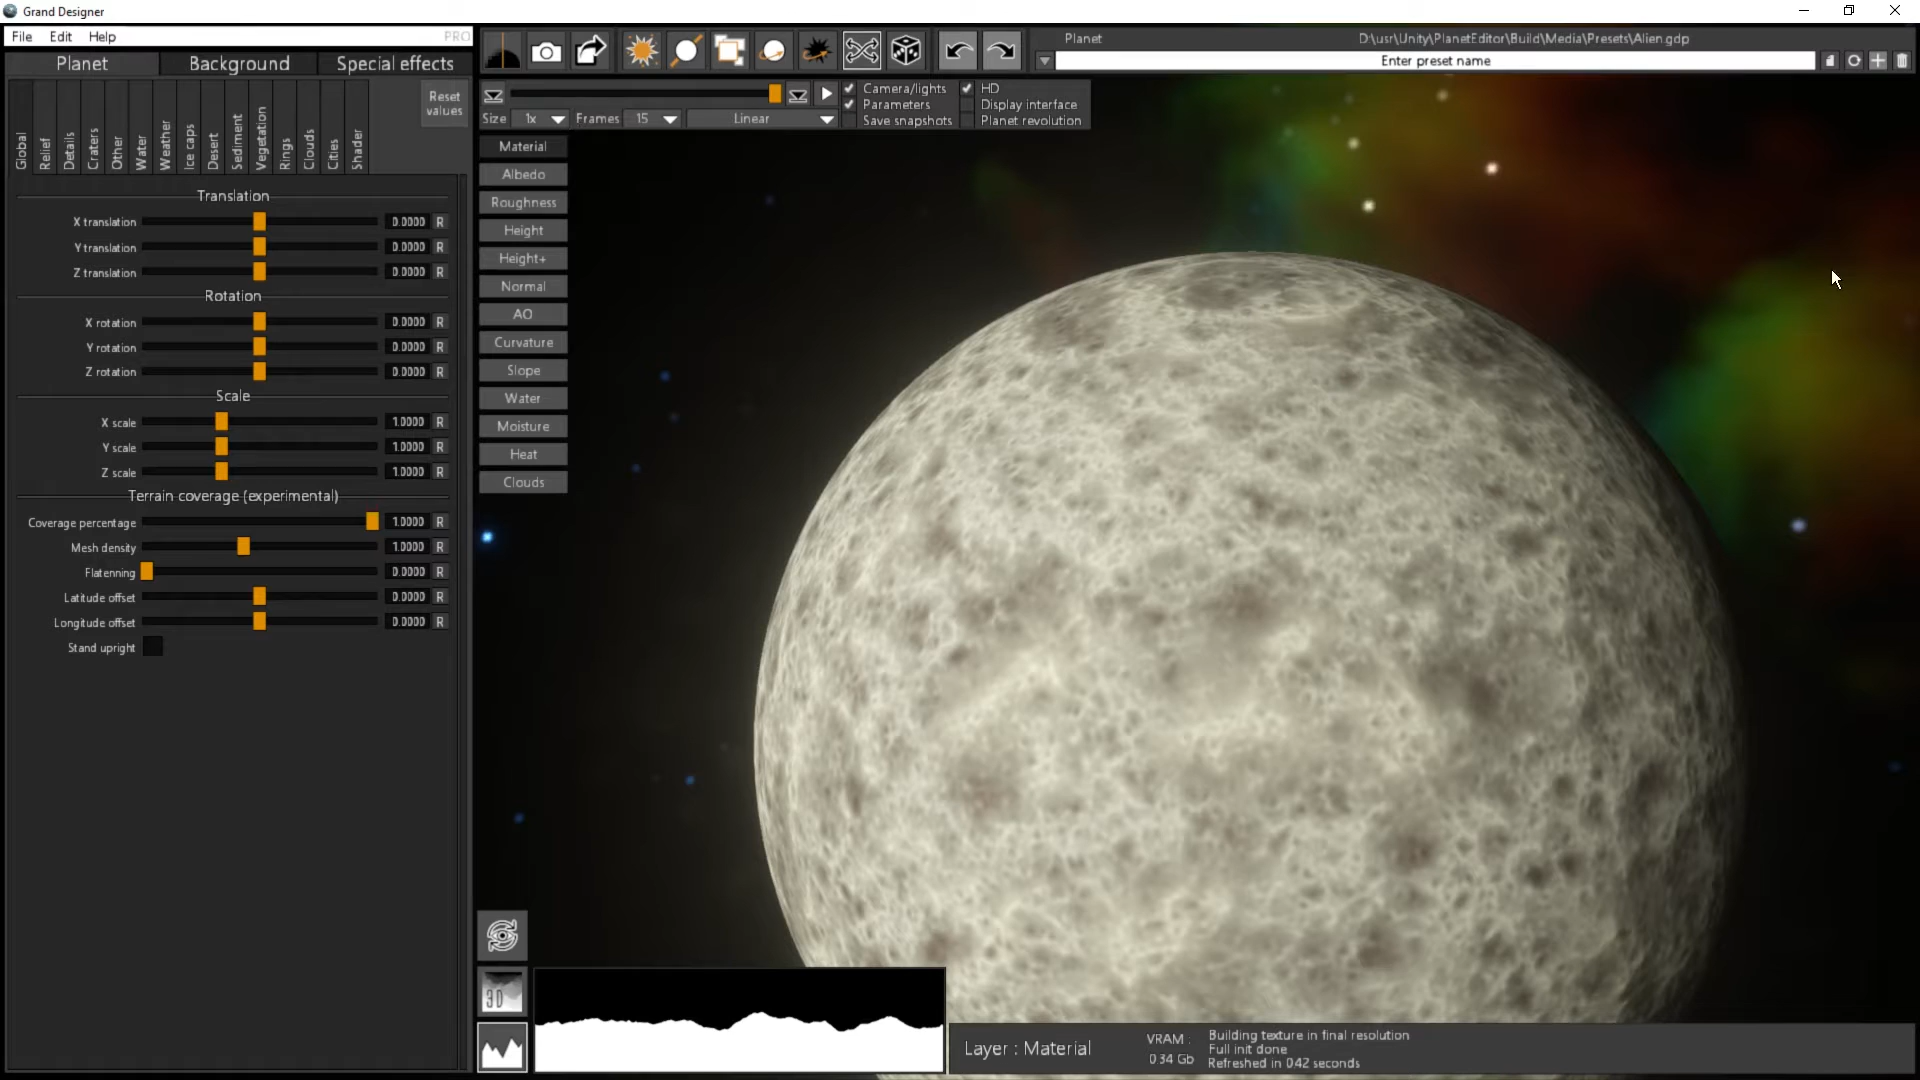 Grand Designer
File Edit Help PRO
Planet Background Special effects
Global
Relief
Details
Craters
Other
Water
Weather
Ice caps
Desert
Sediment
Vegetation
Rings
Clouds
Cities
Shader
Reset values
Translation
X translation 0.0000 R
Y translation 0.0000 R
Z translation 0.0000 R
Rotation
X rotation 0.0000 R
Y rotation 0.0000 R
Z rotation 0.0000 R
Scale
X scale 1.0000 R
Y scale 1.0000 R
Z scale 1.0000 R
Terrain coverage (experimental)
Coverage percentage 1.0000 R
Mesh density 1.0000 R
Flatenning 0.0000 R
Latitude offset 0.0000 R
Longitude offset 0.0000 R
Stand upright
Planet D:\usr\Unity\PlanetEditor\Build\Media\Presets\Alien.gdp
Enter preset name
Camera/lights HD
Parameters Display interface
Save snapshots Planet revolution
Size 1x Frames 15 Linear
Material
Albedo
Roughness
Height
Height+
Normal
AO
Curvature
Slope
Water
Moisture
Heat
Clouds
3D
Layer : Material
VRAM :
0.34 Gb
Building texture in final resolution
Full init done
Refreshed in 0.42 seconds